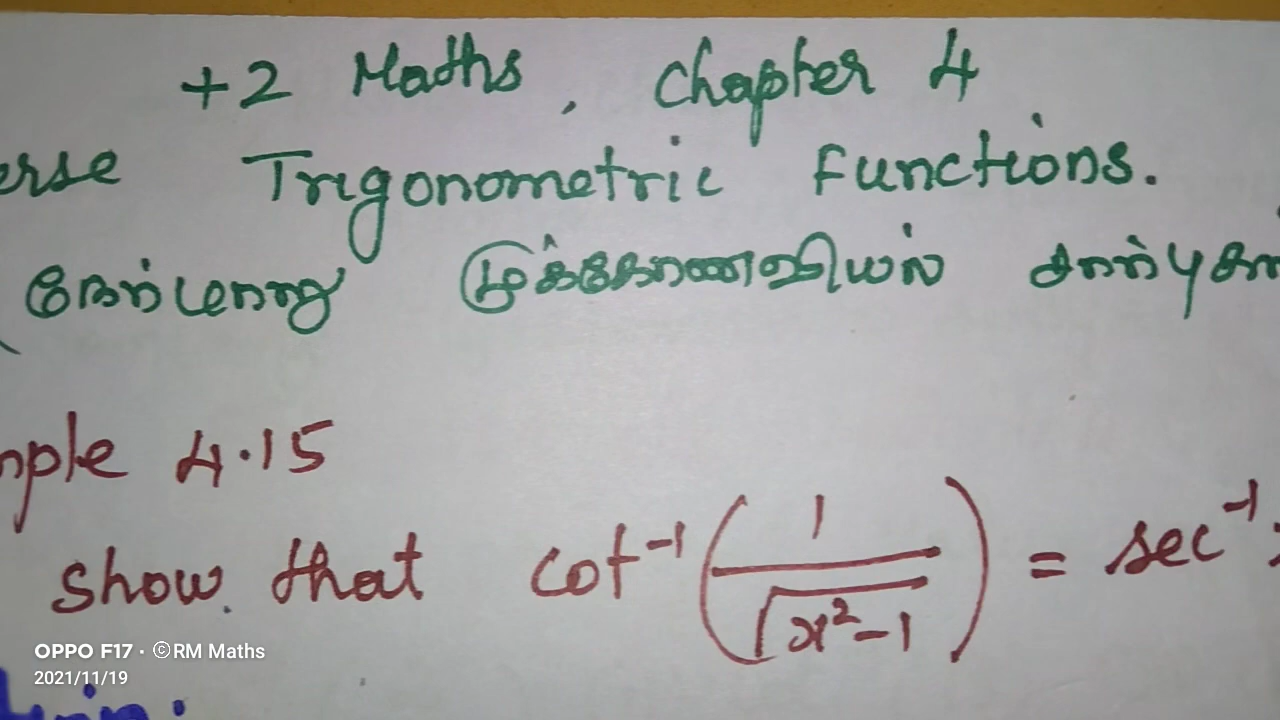 +2 Maths, Chapter 4
erse Trigonometric Functions.
(நேர்மாறு முக்கோணவியல் சார்புகள
mple 4.15
show that cot⁻¹(1/√(x²-1)) = sec⁻¹
OPPO F17 · ©RM Maths
2021/11/19